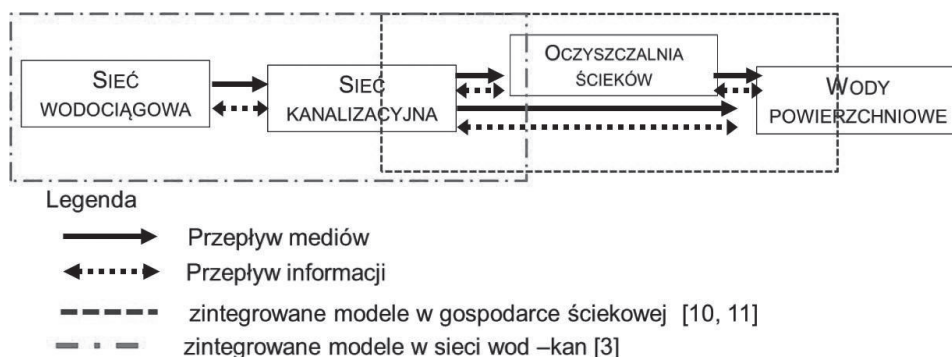 SIEĆ
WODOCIĄGOWA
SIEĆ
KANALIZACYJNA
OCZYSZCZALNIA
ŚCIEKÓW
WODY
POWIERZCHNIOWE
Legenda
Przepływ mediów
Przepływ informacji
zintegrowane modele w gospodarce ściekowej [10, 11]
zintegrowane modele w sieci wod –kan [3]